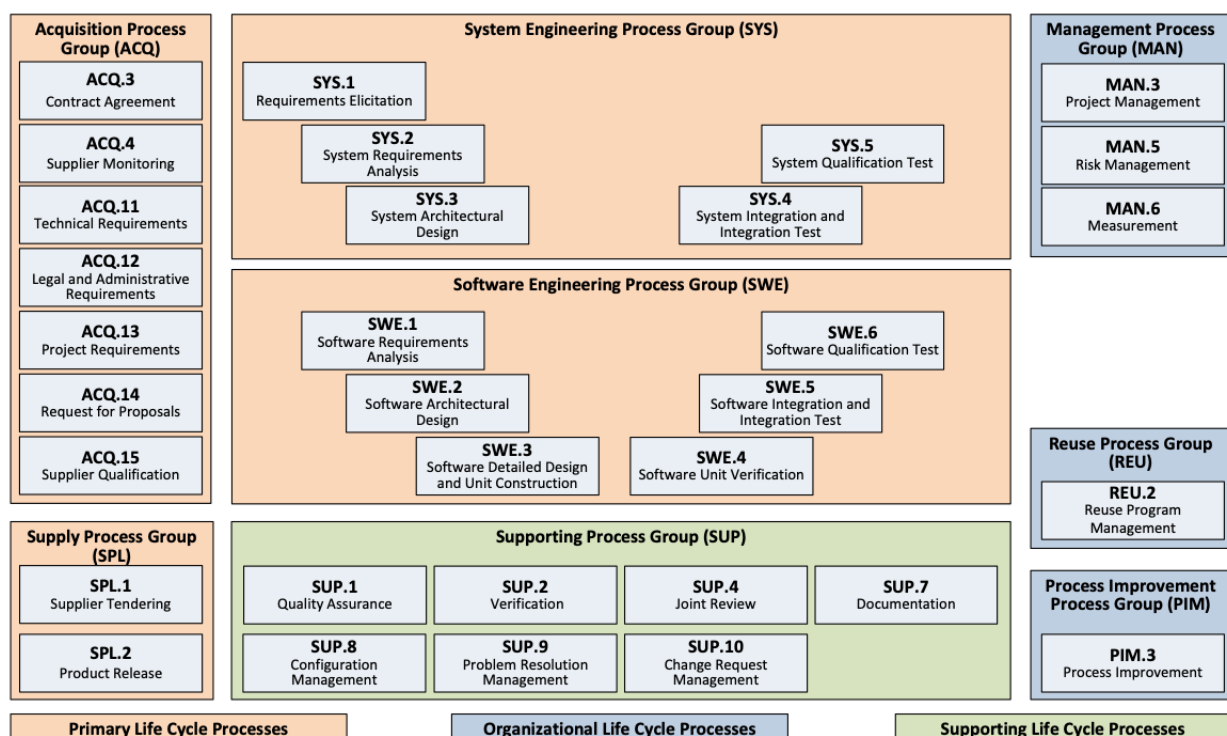 Acquisition Process
Group (ACQ)
ACQ.3
Contract Agreement
ACQ.4
Supplier Monitoring
ACQ.11
Technical Requirements
ACQ.12
Legal and Administrative
Requirements
ACQ.13
Project Requirements
ACQ.14
Request for Proposals
ACQ.15
Supplier Qualification
System Engineering Process Group (SYS)
SYS.1
Requirements Elicitation
SYS.2
System Requirements
Analysis
SYS.3
System Architectural
Design
SYS.5
System Qualification Test
SYS.4
System Integration and
Integration Test
Software Engineering Process Group (SWE)
SWE.1
Software Requirements
Analysis
SWE.2
Software Architectural
Design
SWE.3
Software Detailed Design
and Unit Construction
SWE.6
Software Qualification Test
SWE.5
Software Integration and
Integration Test
SWE.4
Software Unit Verification
Management Process
Group (MAN)
MAN.3
Project Management
MAN.5
Risk Management
MAN.6
Measurement
Reuse Process Group
(REU)
REU.2
Reuse Program
Management
Supply Process Group
(SPL)
SPL.1
Supplier Tendering
SPL.2
Product Release
Supporting Process Group (SUP)
SUP.1
Quality Assurance
SUP.2
Verification
SUP.4
Joint Review
SUP.7
Documentation
SUP.8
Configuration
Management
SUP.9
Problem Resolution
Management
SUP.10
Change Request
Management
Process Improvement
Process Group (PIM)
PIM.3
Process Improvement
Primary Life Cycle Processes
Organizational Life Cycle Processes
Supporting Life Cycle Processes